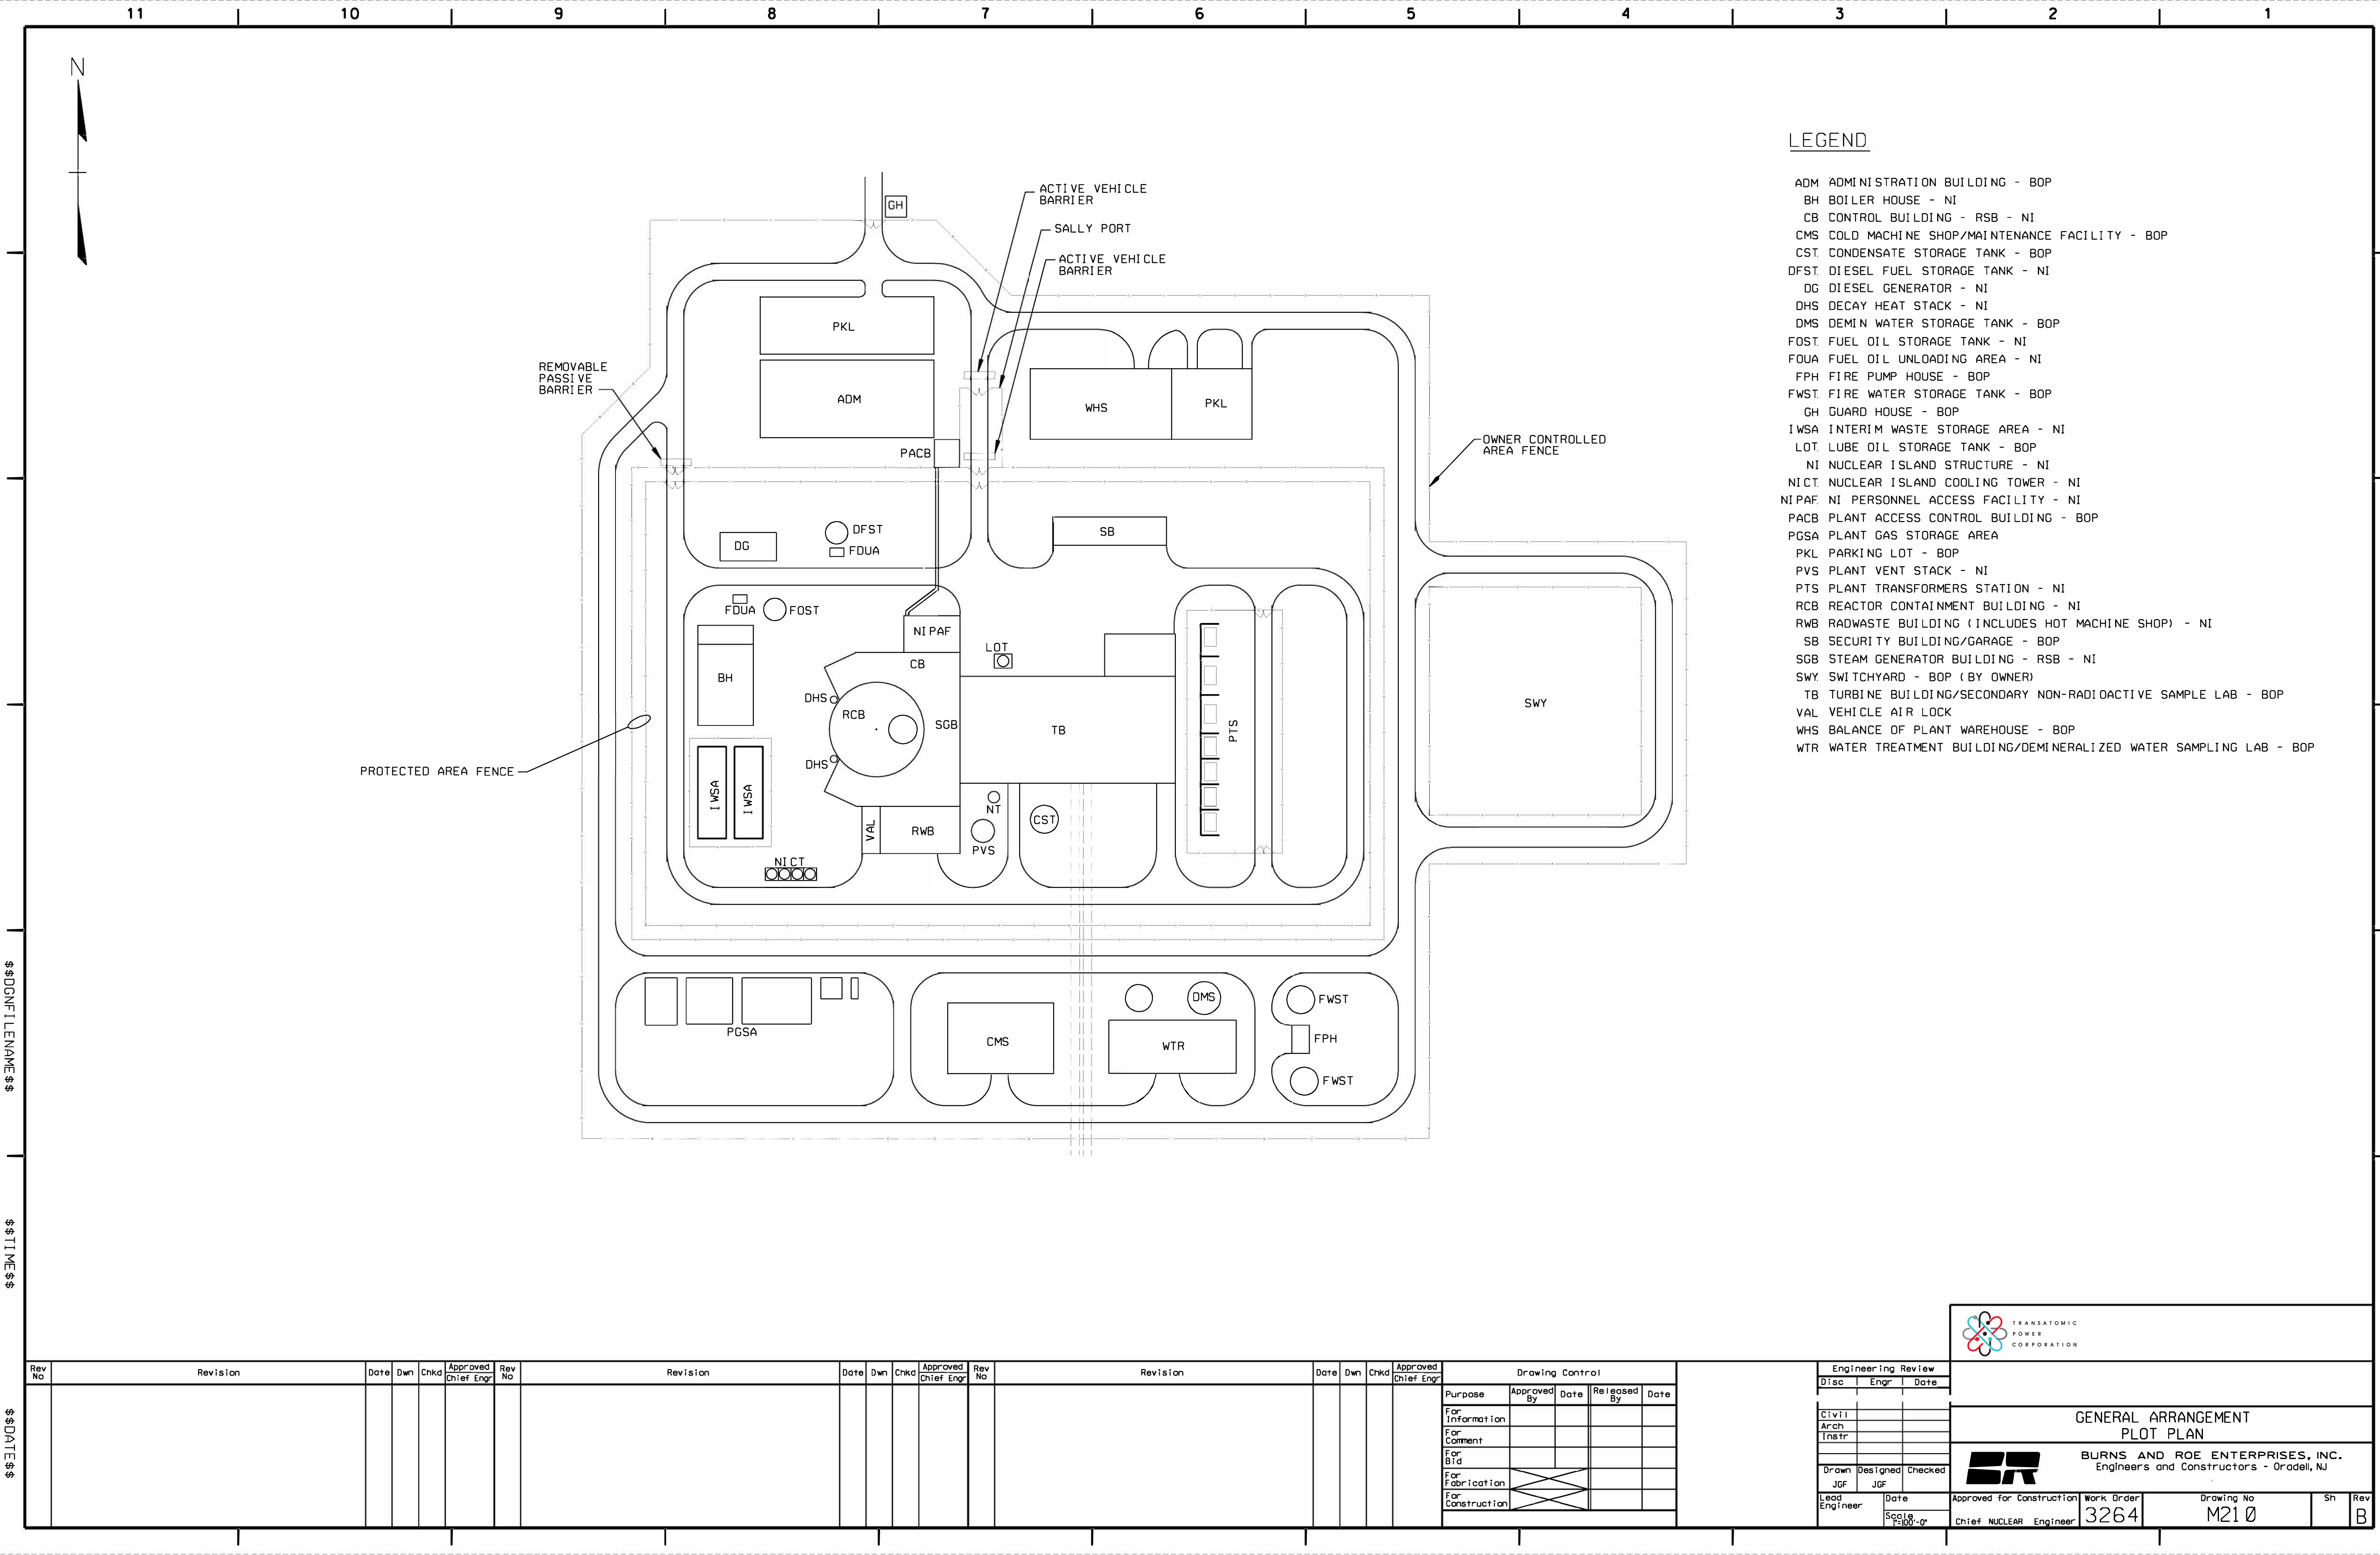 11 10 9 8 7 6 5 4 3 2 1
N
GH
ACTIVE VEHICLE
BARRIER
SALLY PORT
ACTIVE VEHICLE
BARRIER
PKL
REMOVABLE
PASSIVE
BARRIER
ADM
WHS
PKL
PACB
OWNER CONTROLLED
AREA FENCE
DFST
DG
FDUA
SB
FDUA
FOST
NIPAF
LOT
CB
BH
DHS
RCB
SGB
TB
PTS
SWY
DHS
PROTECTED AREA FENCE
IWSA
IWSA
NT
CST
VAL
RWB
PVS
NICT
PGSA
CMS
DMS
WTR
FWST
FPH
FWST
LEGEND
ADM ADMINISTRATION BUILDING - BOP
BH BOILER HOUSE - NI
CB CONTROL BUILDING - RSB - NI
CMS COLD MACHINE SHOP/MAINTENANCE FACILITY - BOP
CST. CONDENSATE STORAGE TANK - BOP
DFST. DIESEL FUEL STORAGE TANK - NI
DG DIESEL GENERATOR - NI
DHS DECAY HEAT STACK - NI
DMS DEMIN WATER STORAGE TANK - BOP
FOST. FUEL OIL STORAGE TANK - NI
FOUA FUEL OIL UNLOADING AREA - NI
FPH FIRE PUMP HOUSE - BOP
FWST. FIRE WATER STORAGE TANK - BOP
GH GUARD HOUSE - BOP
IWSA INTERIM WASTE STORAGE AREA - NI
LOT. LUBE OIL STORAGE TANK - BOP
NI NUCLEAR ISLAND STRUCTURE - NI
NICT. NUCLEAR ISLAND COOLING TOWER - NI
NIPAF. NI PERSONNEL ACCESS FACILITY - NI
PACB PLANT ACCESS CONTROL BUILDING - BOP
PGSA PLANT GAS STORAGE AREA
PKL PARKING LOT - BOP
PVS PLANT VENT STACK - NI
PTS PLANT TRANSFORMERS STATION - NI
RCB REACTOR CONTAINMENT BUILDING - NI
RWB RADWASTE BUILDING (INCLUDES HOT MACHINE SHOP) - NI
SB SECURITY BUILDING/GARAGE - BOP
SGB STEAM GENERATOR BUILDING - RSB - NI
SWY. SWITCHYARD - BOP (BY OWNER)
TB TURBINE BUILDING/SECONDARY NON-RADIOACTIVE SAMPLE LAB - BOP
VAL VEHICLE AIR LOCK
WHS BALANCE OF PLANT WAREHOUSE - BOP
WTR WATER TREATMENT BUILDING/DEMINERALIZED WATER SAMPLING LAB - BOP
$$DGNFILENAME$$
$$TIME$$
$$DATE$$
Rev No Revision Date Dwn Chkd Approved Chief Engr
Rev No Revision Date Dwn Chkd Approved Chief Engr
Rev No Revision Date Dwn Chkd Approved Chief Engr
Drawing Control
Purpose Approved By Date Released By Date
For Information
For Comment
For Bid
For Fabrication
For Construction
Engineering Review
Disc Engr Date
Civil
Arch
Instr
Drawn Designed Checked
JGF JGF
Lead Engineer
Date
Scale
1"=100'-0"
TRANSATOMIC
POWER
CORPORATION
GENERAL ARRANGEMENT
PLOT PLAN
BR
BURNS AND ROE ENTERPRISES, INC.
Engineers and Constructors - Oradell, NJ
Approved for Construction
Chief NUCLEAR Engineer
Work Order
3264
Drawing No
M210
Sh
Rev
B